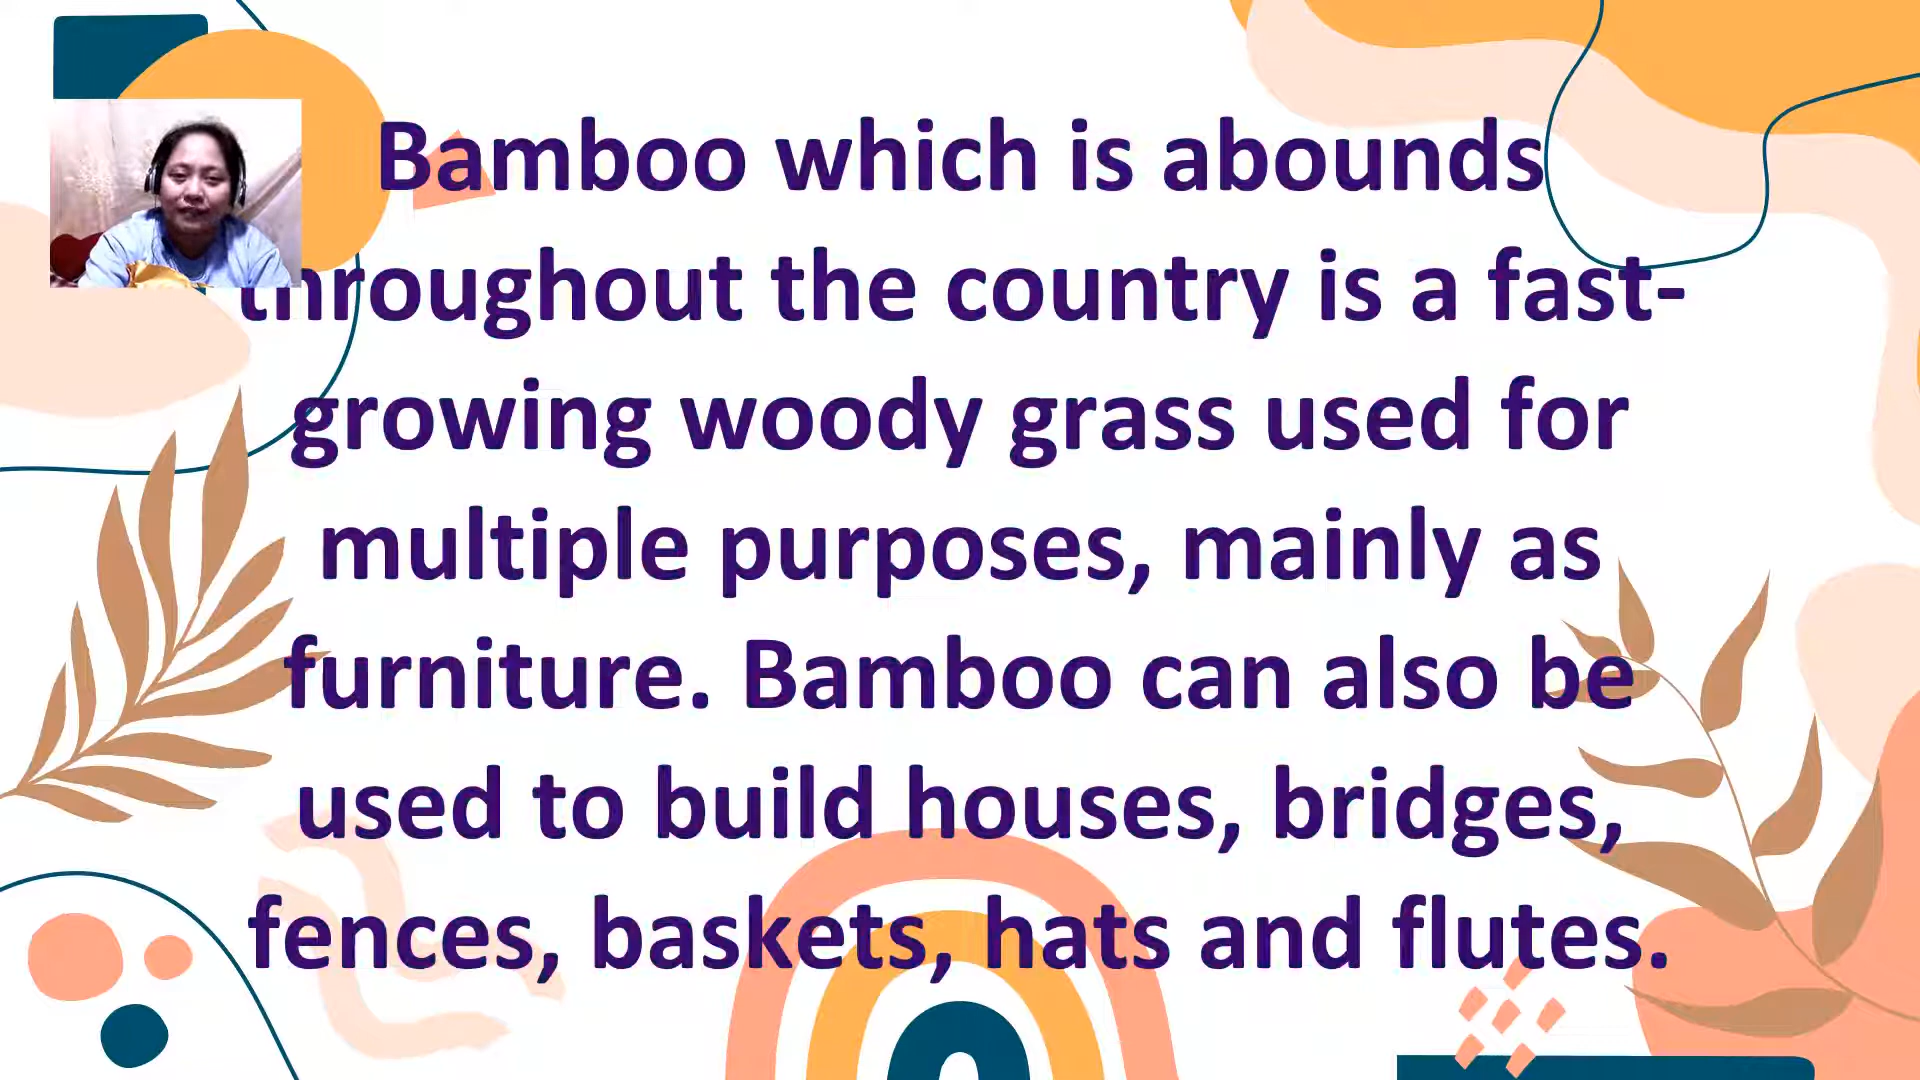 Bamboo which is abounds
throughout the country is a fast-
growing woody grass used for
multiple purposes, mainly as
furniture. Bamboo can also be
used to build houses, bridges,
fences, baskets, hats and flutes.